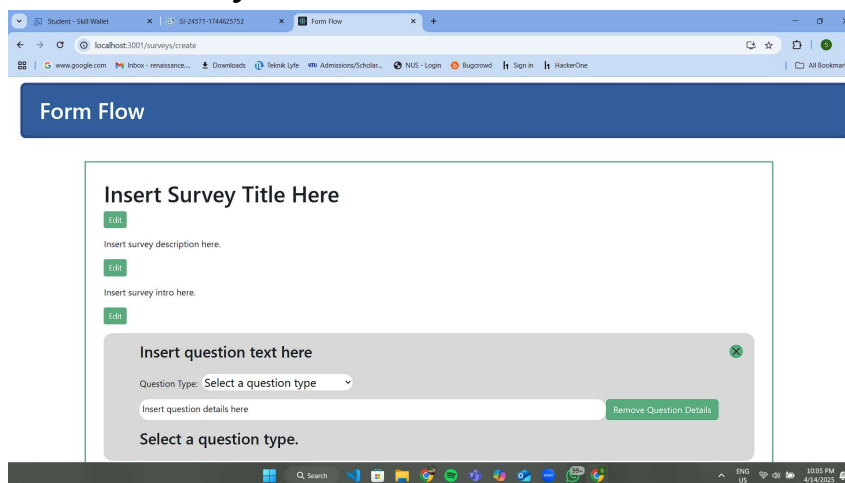 Student - Skill Wallet
SI-24571-1744625752
Form Flow
localhost:3001/surveys/create
www.google.com
Inbox - renaissance...
Downloads
Teknik Lyfe
VTU Admissions/Scholar...
NUS - Login
Bugcrowd
Sign in
HackerOne
All Bookmar
Form Flow
Insert Survey Title Here
Edit
Insert survey description here.
Edit
Insert survey intro here.
Edit
Insert question text here
Question Type: Select a question type
Insert question details here
Remove Question Details
Select a question type.
Search
99+
ENG
US
10:05 PM
4/14/2025